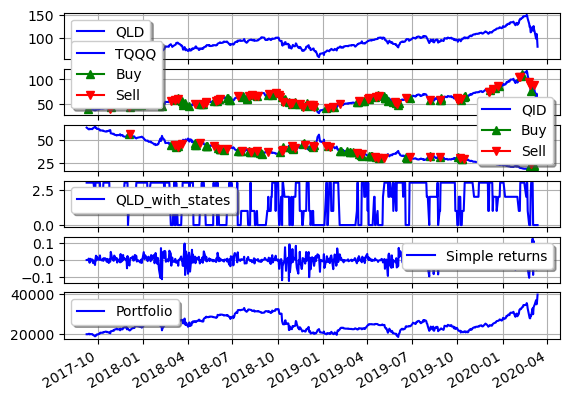 150
100
QLD
100
50
TQQQ
Buy
Sell
50
25
QID
Buy
Sell
2.5
0.0
QLD_with_states
0.1
0.0
−0.1
Simple returns
40000
20000
Portfolio
2017-10
2018-01
2018-04
2018-07
2018-10
2019-01
2019-04
2019-07
2019-10
2020-01
2020-04